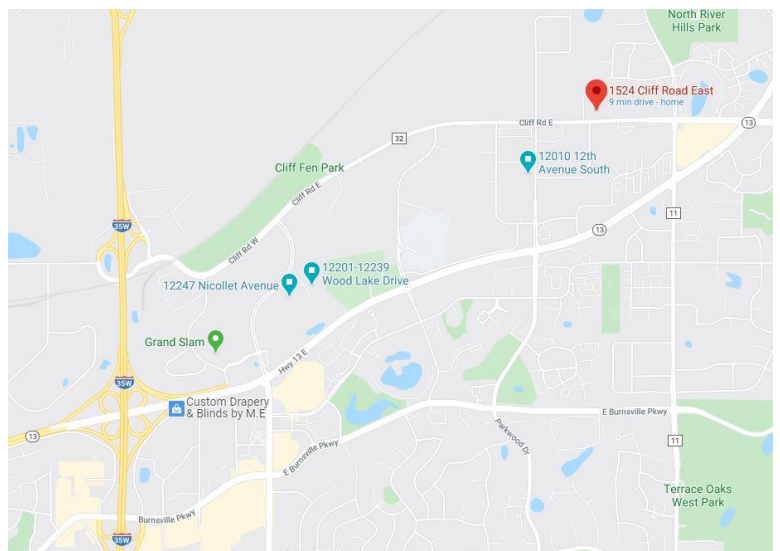 North River
Hills Park
1524 Cliff Road East
9 min drive - home
Cliff Rd E
13
32
12010 12th
Avenue South
Cliff Fen Park
Cliff Rd E
11
35W
13
Cliff Rd W
12201-12239
Wood Lake Drive
12247 Nicollet Avenue
Grand Slam
Hwy 13 E
35W
Custom Drapery
& Blinds by M.E
E Burnsville Pkwy
13
Parkwood Dr
11
E Burnsville Pkwy
Terrace Oaks
West Park
Burnsville Pkwy
35W